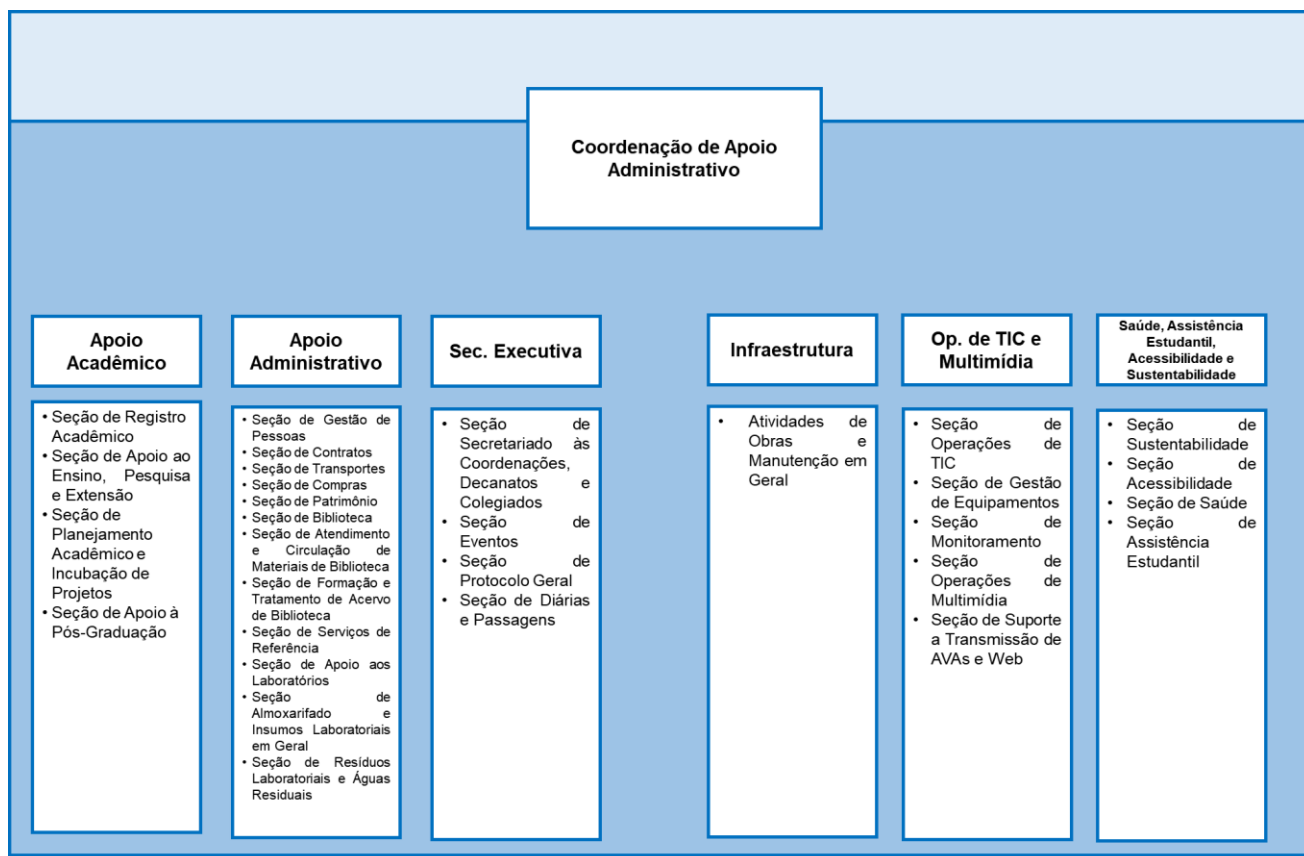 Coordenação de Apoio
Administrativo
Apoio
Acadêmico
• Seção de Registro
Acadêmico
• Seção de Apoio ao
Ensino, Pesquisa
e Extensão
• Seção de
Planejamento
Acadêmico e
Incubação de
Projetos
• Seção de Apoio à
Pós-Graduação
Apoio
Administrativo
• Seção de Gestão de
Pessoas
• Seção de Contratos
• Seção de Transportes
• Seção de Compras
• Seção de Patrimônio
• Seção de Biblioteca
• Seção de Atendimento
e Circulação de
Materiais de Biblioteca
• Seção de Formação e
Tratamento de Acervo
de Biblioteca
• Seção de Serviços de
Referência
• Seção de Apoio aos
Laboratórios
• Seção de
Almoxarifado e
Insumos Laboratoriais
em Geral
• Seção de Resíduos
Laboratoriais e Águas
Residuais
Sec. Executiva
• Seção de
Secretariado às
Coordenações,
Decanatos e
Colegiados
• Seção de
Eventos
• Seção de
Protocolo Geral
• Seção de Diárias
e Passagens
Infraestrutura
• Atividades de
Obras e
Manutenção em
Geral
Op. de TIC e
Multimídia
• Seção de
Operações de
TIC
• Seção de Gestão
de Equipamentos
• Seção de
Monitoramento
• Seção de
Operações de
Multimídia
• Seção de Suporte
a Transmissão de
AVAs e Web
Saúde, Assistência
Estudantil,
Acessibilidade e
Sustentabilidade
• Seção de
Sustentabilidade
• Seção de
Acessibilidade
• Seção de Saúde
• Seção de
Assistência
Estudantil